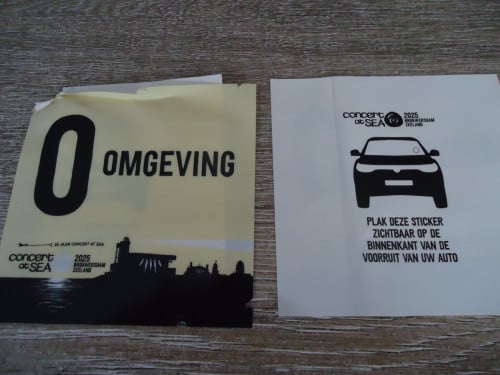 O OMGEVING
20 JAAR CONCERT AT SEA
concert
at SEA
2025
BROUWERSDAM
ZEELAND
concert
at SEA
2025
BROUWERSDAM
ZEELAND
PLAK DEZE STICKER
ZICHTBAAR OP DE
BINNENKANT VAN DE
VOORRUIT VAN UW AUTO